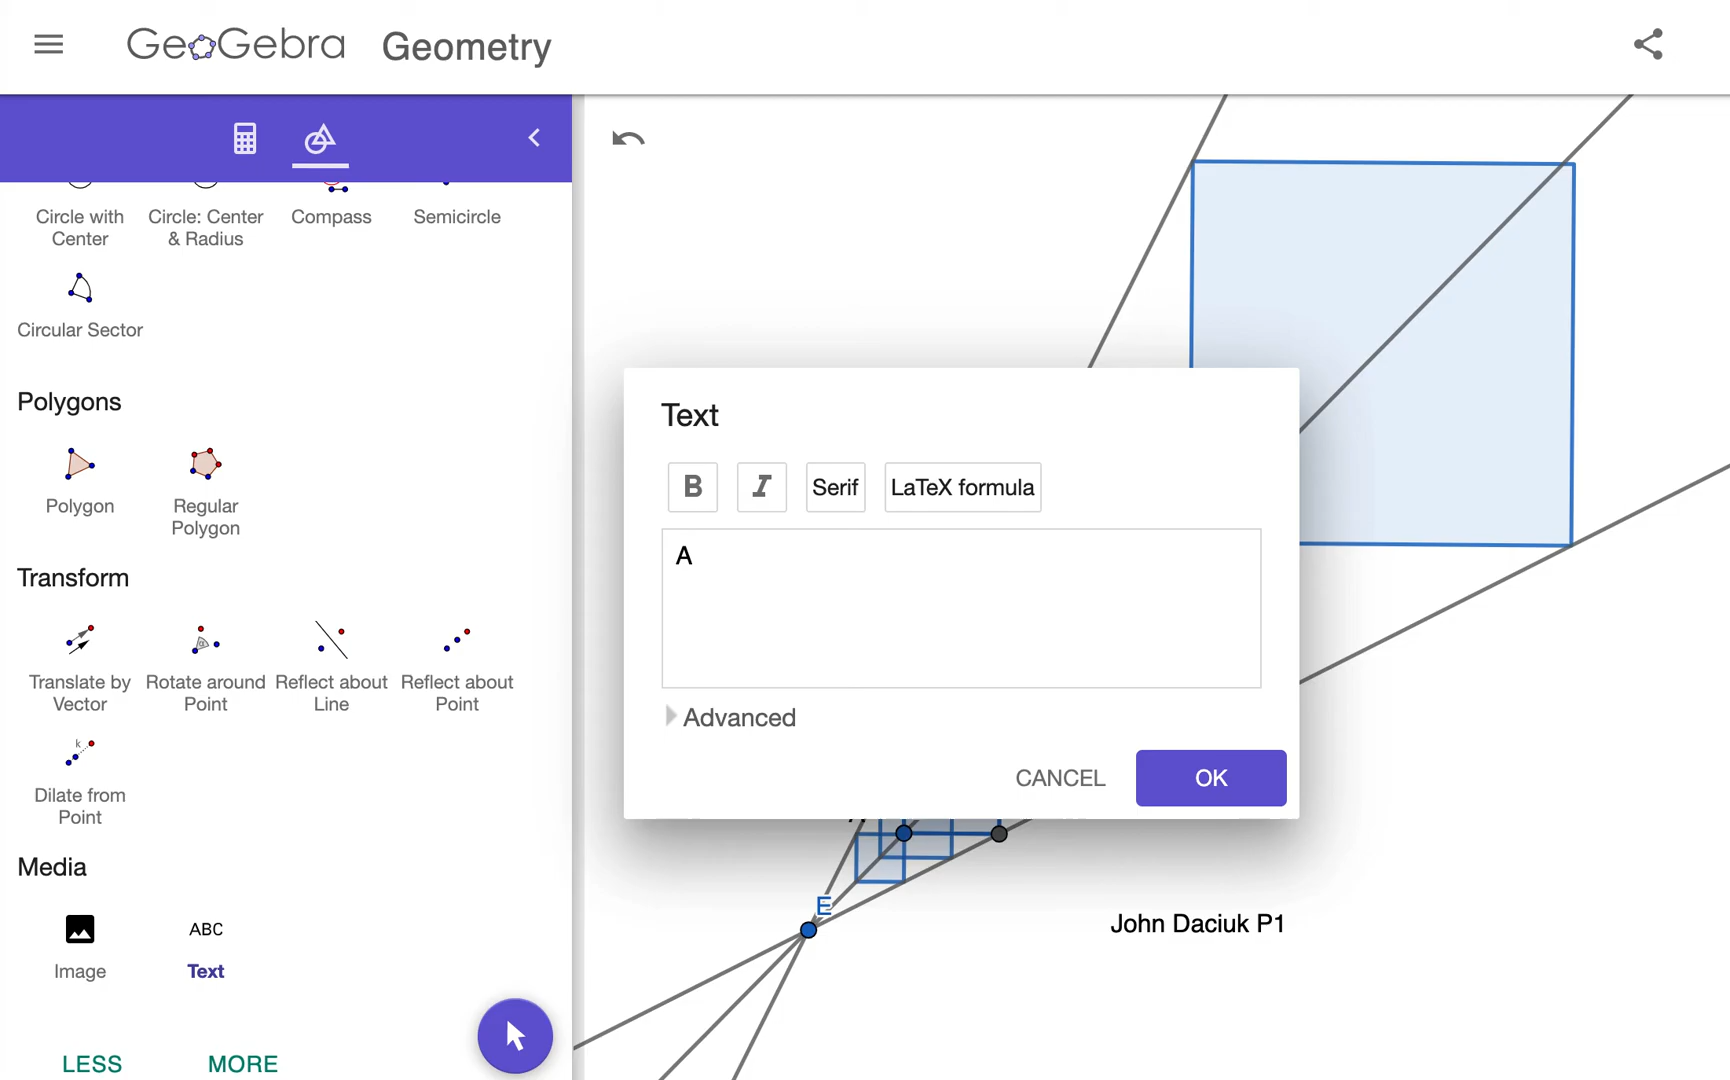 GeoGebra Geometry
Circle with Center
Circle: Center & Radius
Compass
Semicircle
Circular Sector
Polygons
Polygon
Regular Polygon
Transform
Translate by Vector
Rotate around Point
Reflect about Line
Reflect about Point
k
Dilate from Point
Media
Image
ABC
Text
LESS
MORE
Text
B
I
Serif
LaTeX formula
A
Advanced
CANCEL
OK
E
John Daciuk P1